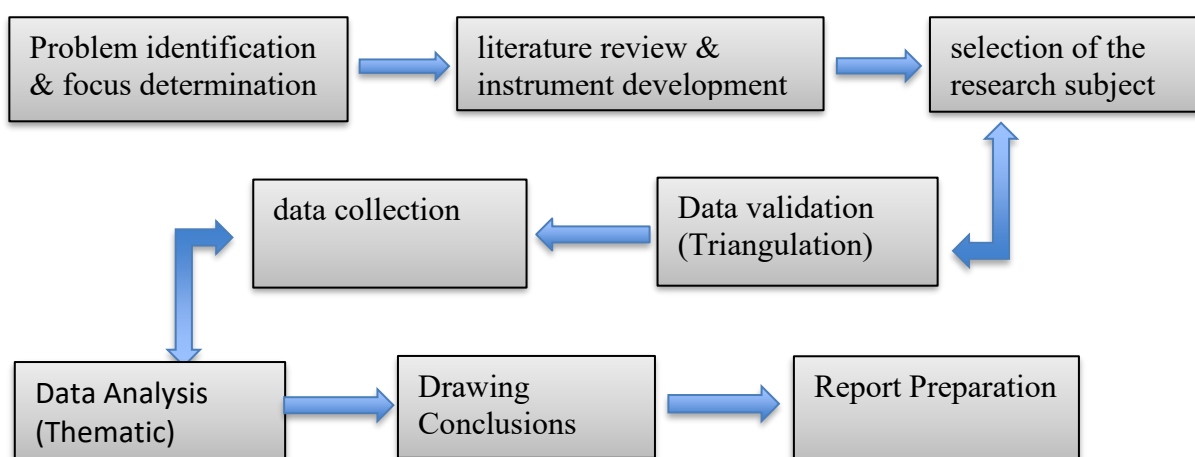 Problem identification
& focus determination
literature review &
instrument development
selection of the
research subject
Data validation
(Triangulation)
data collection
Data Analysis
(Thematic)
Drawing
Conclusions
Report Preparation